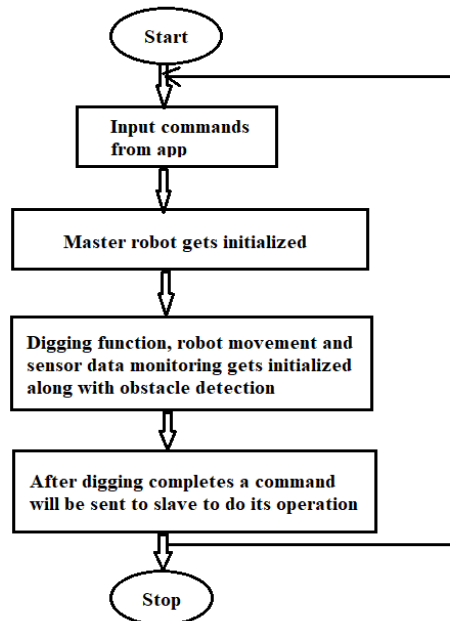 Start
Input commands
from app
Master robot gets initialized
Digging function, robot movement and
sensor data monitoring gets initialized
along with obstacle detection
After digging completes a command
will be sent to slave to do its operation
Stop